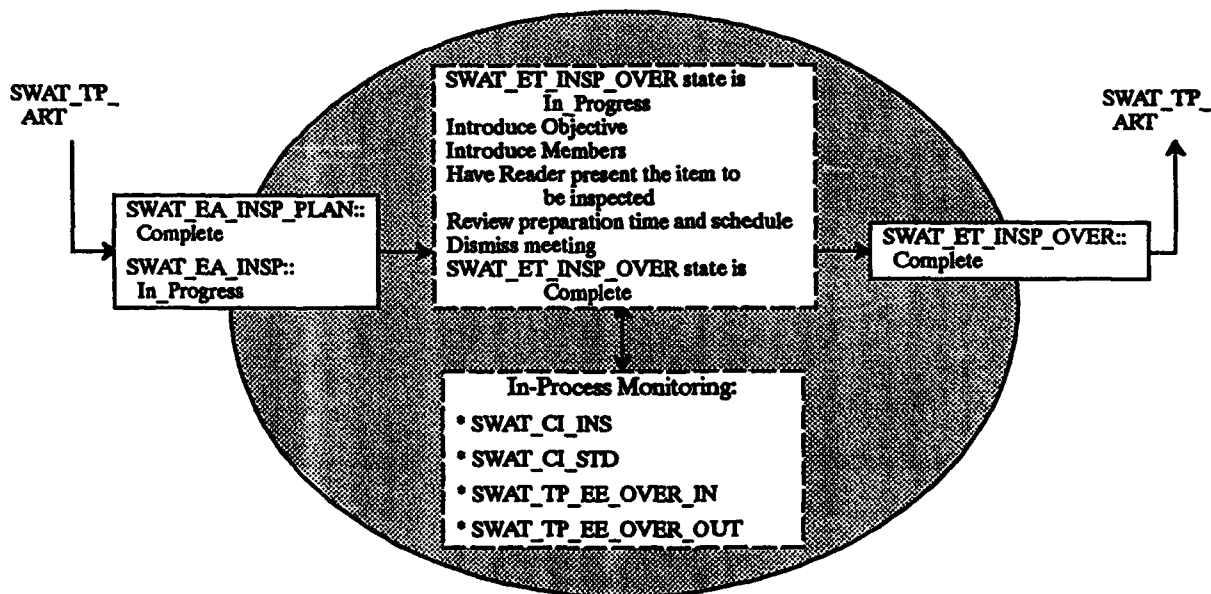 SWAT_TP_
ART
SWAT_EA_INSP_PLAN::
Complete
SWAT_EA_INSP::
In_Progress
SWAT_ET_INSP_OVER state is
In_Progress
Introduce Objective
Introduce Members
Have Reader present the item to
be inspected
Review preparation time and schedule
Dismiss meeting
SWAT_ET_INSP_OVER state is
Complete
In-Process Monitoring:
* SWAT_CI_INS
* SWAT_CI_STD
* SWAT_TP_EE_OVER_IN
* SWAT_TP_EE_OVER_OUT
SWAT_ET_INSP_OVER::
Complete
SWAT_TP_
ART